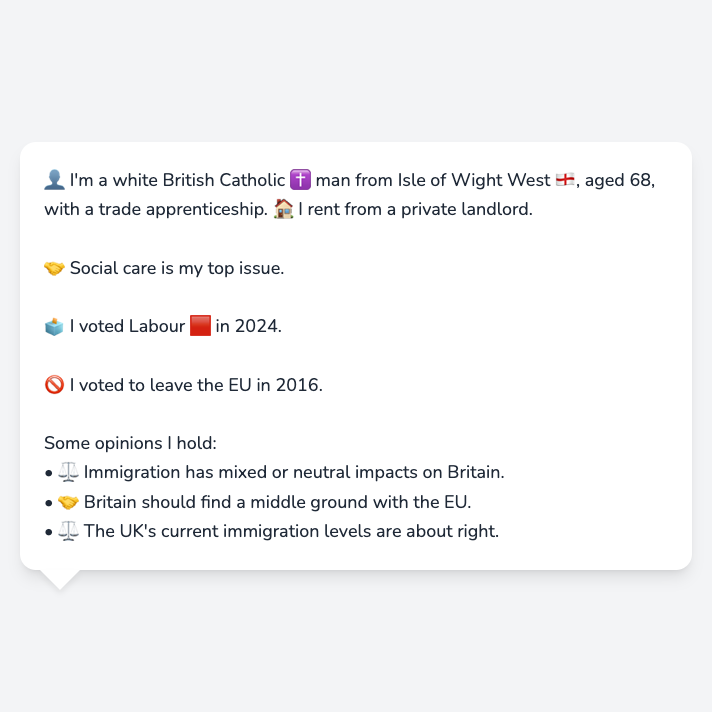 👤 I'm a white British Catholic ✝️ man from Isle of Wight West 🏴󠁧󠁢󠁥󠁮󠁧󠁿, aged 68,
with a trade apprenticeship. 🏠 I rent from a private landlord.
🤝 Social care is my top issue.
🗳️ I voted Labour 🟥 in 2024.
🚫 I voted to leave the EU in 2016.
Some opinions I hold:
• ⚖️ Immigration has mixed or neutral impacts on Britain.
• 🤝 Britain should find a middle ground with the EU.
• ⚖️ The UK's current immigration levels are about right.